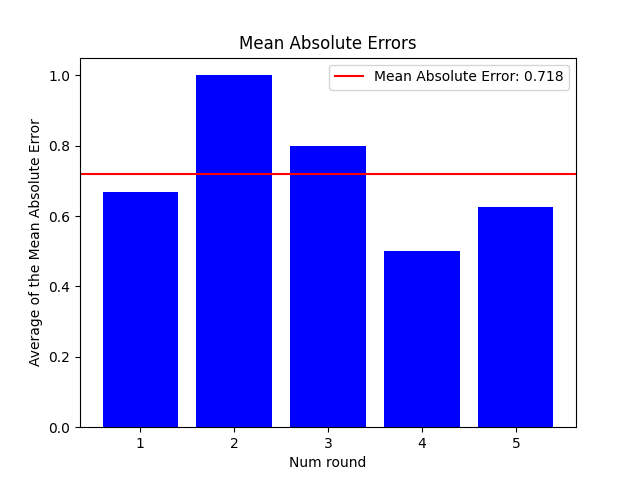 Mean Absolute Errors
Mean Absolute Error: 0.718
Average of the Mean Absolute Error
1.0
0.8
0.6
0.4
0.2
0.0
1 2 3 4 5
Num round